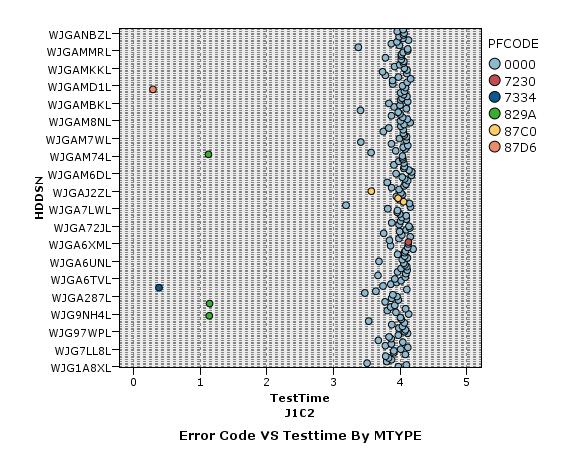 WJGANBZL
WJGAMMRL
WJGAMKKL
WJGAMD1L
WJGAMBKL
WJGAM8NL
WJGAM7WL
WJGAM74L
WJGAM6DL
WJGAJ2ZL
WJGA7LWL
WJGA72JL
WJGA6XML
WJGA6UNL
WJGA6TVL
WJGA287L
WJG9NH4L
WJG97WPL
WJG7LL8L
WJG1A8XL
HDDSN
0 1 2 3 4 5
TestTime
J1C2
Error Code VS Testtime By MTYPE
PFCODE
0000
7230
7334
829A
87C0
87D6